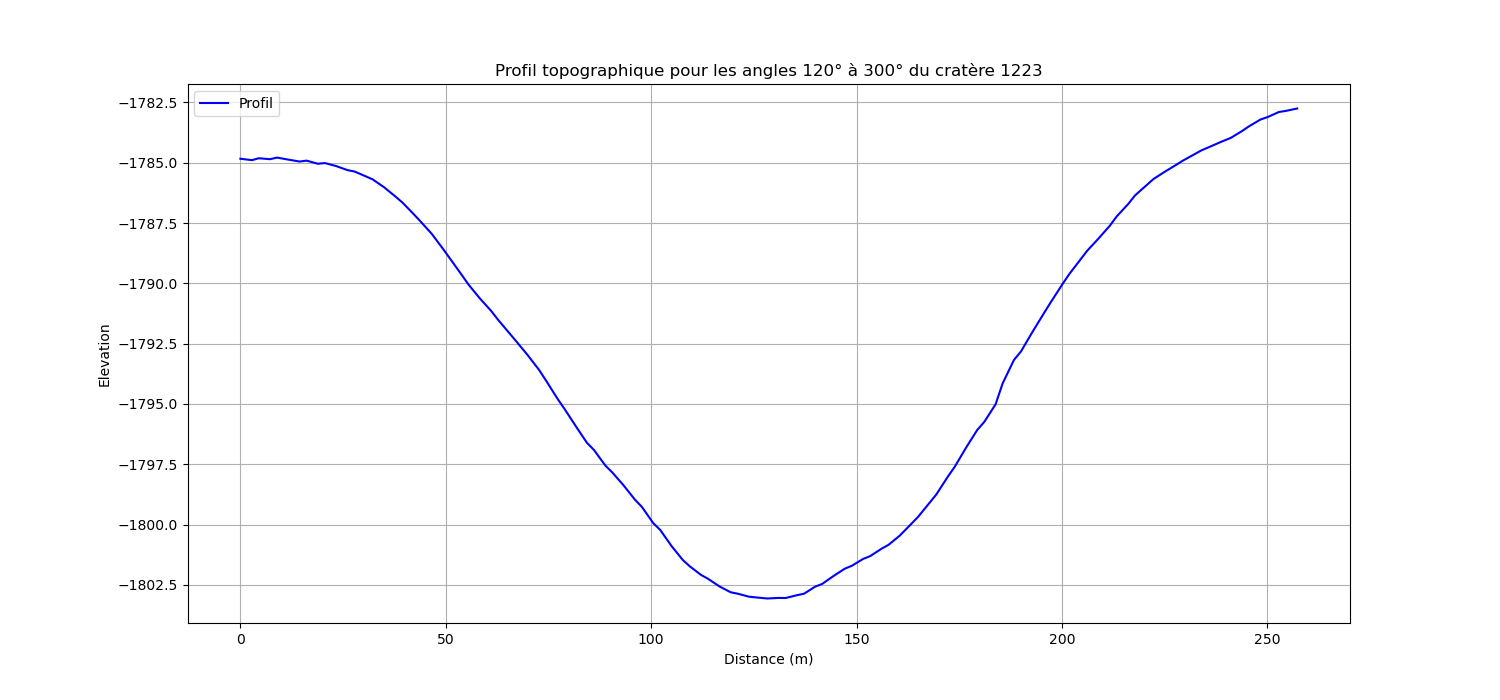 Profil topographique pour les angles 120° à 300° du cratère 1223
Profil
−1782.5
−1785.0
−1787.5
−1790.0
−1792.5
−1795.0
−1797.5
−1800.0
−1802.5
Elevation
0 50 100 150 200 250
Distance (m)